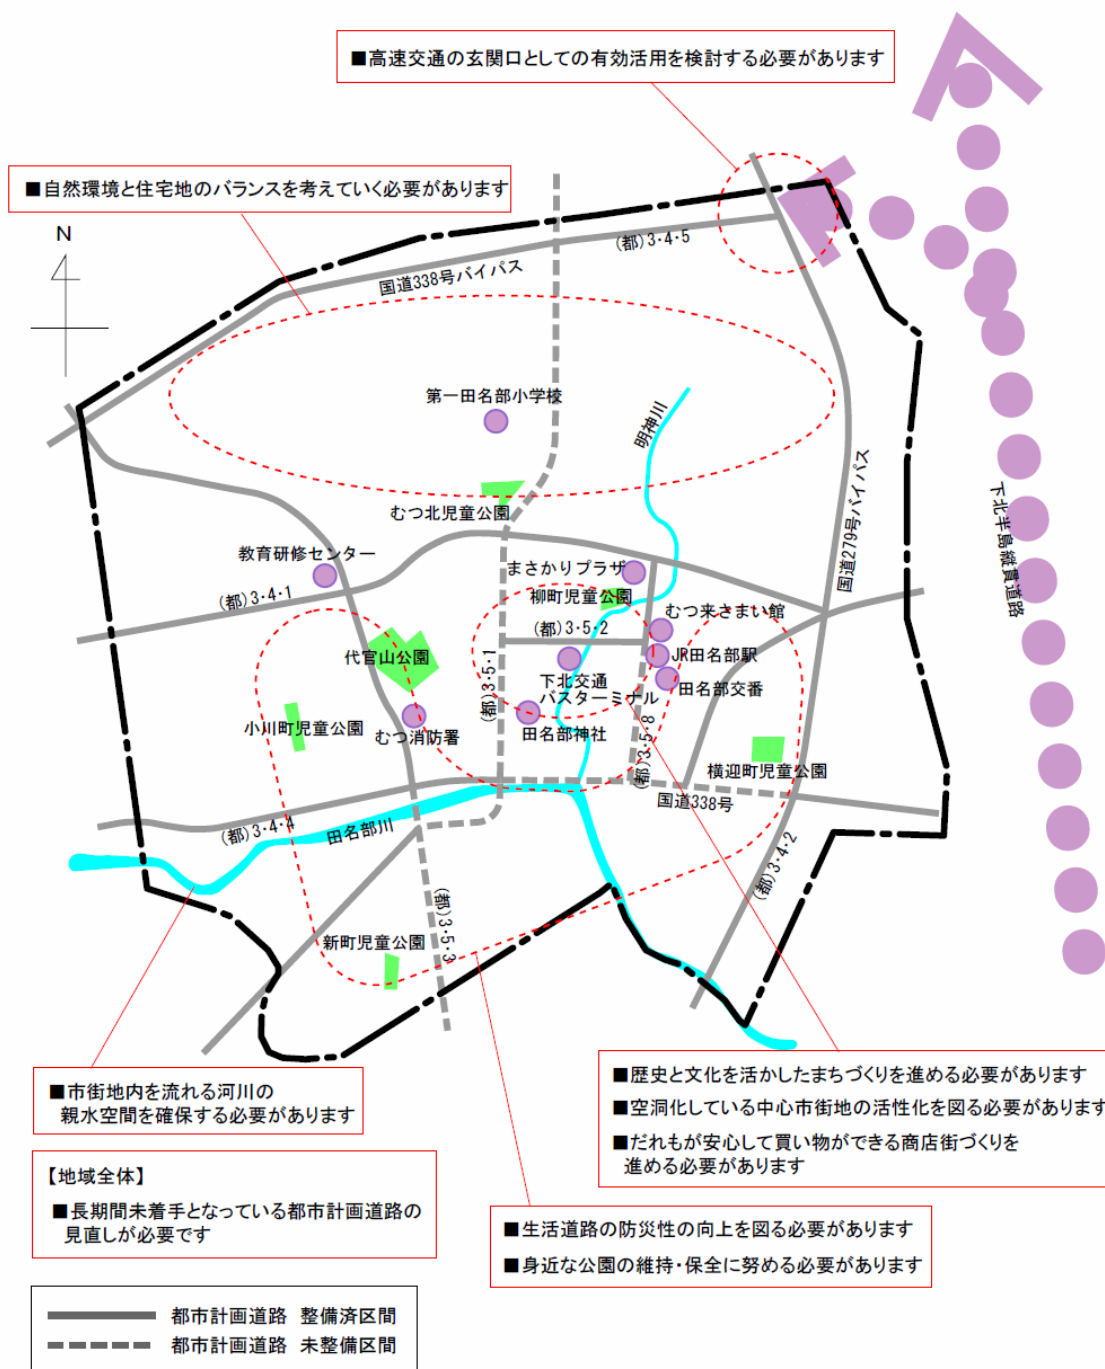 ■高速交通の玄関口としての有効活用を検討する必要があります
■自然環境と住宅地のバランスを考えていく必要があります
N
(都)3・4・5
国道338号バイパス
第一田名部小学校
明神川
むつ北児童公園
国道279号バイパス
下北半島縦貫道路
教育研修センター
まさかりプラザ
(都)3・4・1
柳町児童公園
むつ来さまい館
(都)3・5・2
代官山公園
JR田名部駅
(都)3・5・1
下北交通
バスターミナル
田名部交番
小川町児童公園
むつ消防署
田名部神社
(都)3・5・8
横迎町児童公園
国道338号
(都)3・4・4
田名部川
(都)3・4・2
(都)3・5・3
新町児童公園
■市街地内を流れる河川の
親水空間を確保する必要があります
■歴史と文化を活かしたまちづくりを進める必要があります
■空洞化している中心市街地の活性化を図る必要があります
■だれもが安心して買い物ができる商店街づくりを
進める必要があります
【地域全体】
■長期間未着手となっている都市計画道路の
見直しが必要です
■生活道路の防災性の向上を図る必要があります
■身近な公園の維持・保全に努める必要があります
都市計画道路 整備済区間
都市計画道路 未整備区間